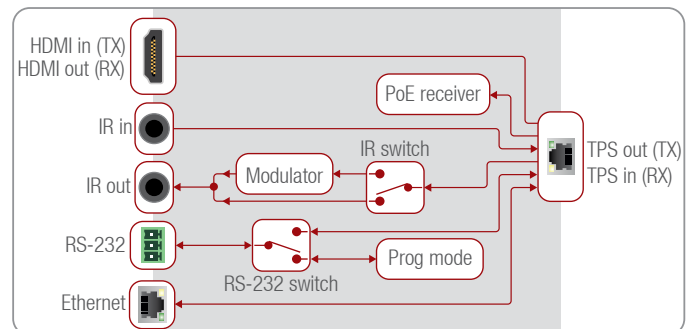 HDMI in (TX)
HDMI out (RX)
PoE receiver
IR in
IR switch
TPS out (TX)
TPS in (RX)
IR out
Modulator
RS-232
Prog mode
RS-232 switch
Ethernet